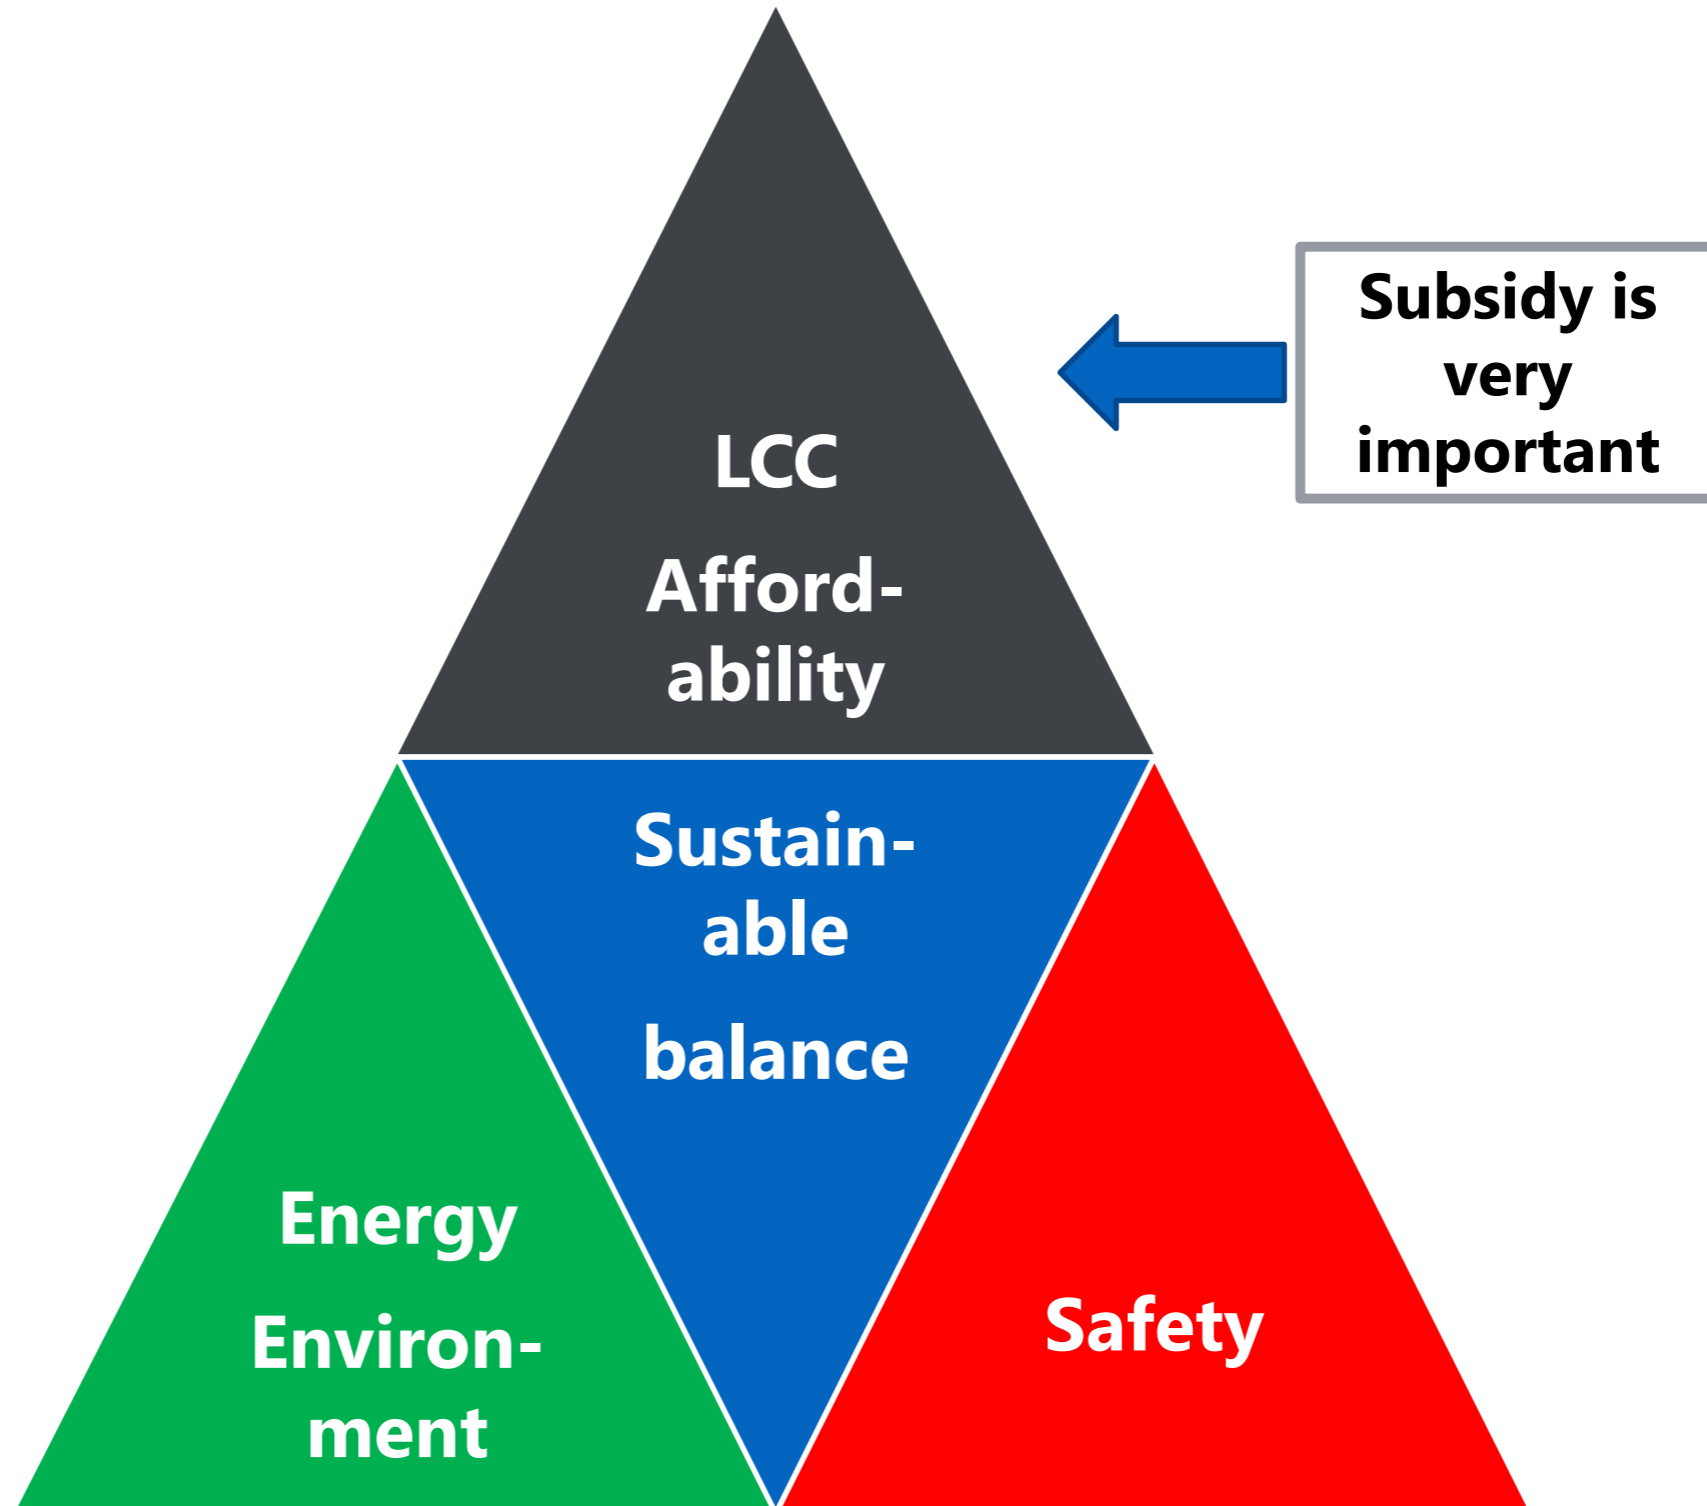 LCC
Afford-
ability
Subsidy is
very
important
Sustain-
able
balance
Energy
Environ-
ment
Safety